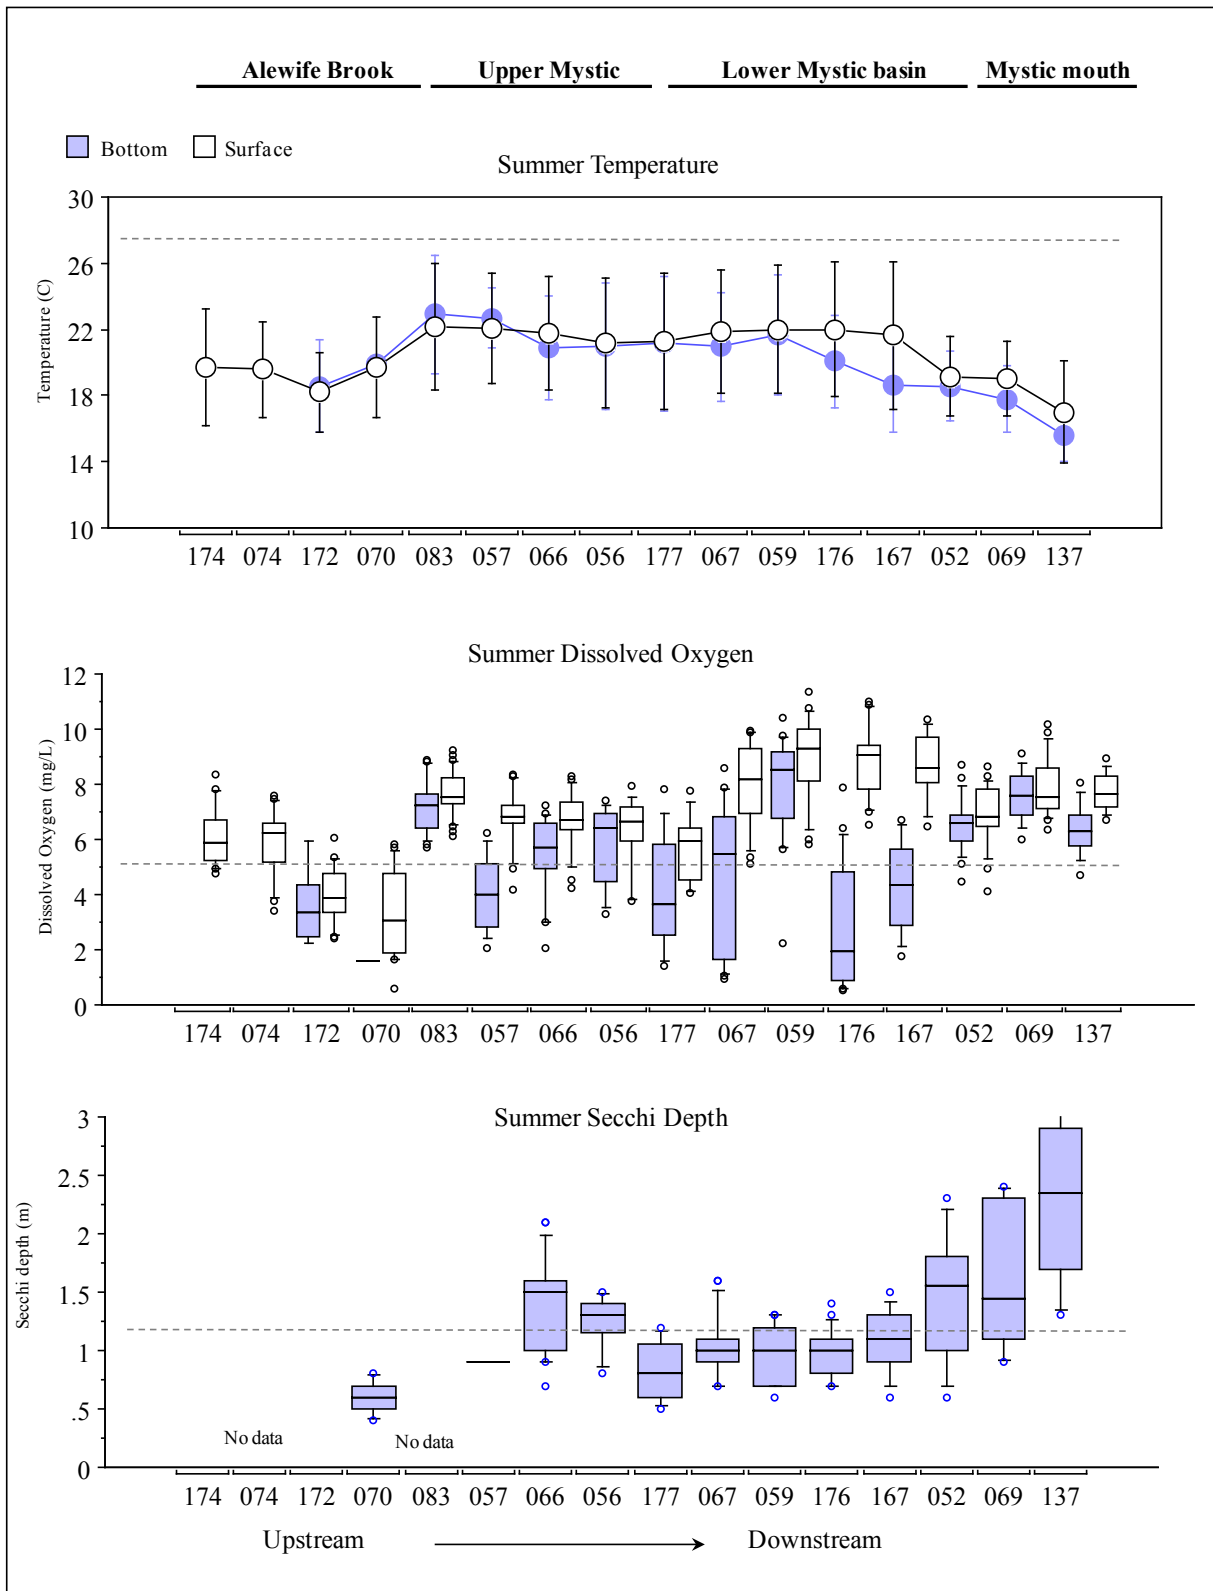 Alewife Brook Upper Mystic Lower Mystic basin Mystic mouth
Bottom Surface
Summer Temperature
Temperature (C)
30
26
22
18
14
10
174 074 172 070 083 057 066 056 177 067 059 176 167 052 069 137
Summer Dissolved Oxygen
Dissolved Oxygen (mg/L)
12
10
8
6
4
2
0
174 074 172 070 083 057 066 056 177 067 059 176 167 052 069 137
Summer Secchi Depth
Secchi depth (m)
3
2.5
2
1.5
1
.5
0
No data No data
174 074 172 070 083 057 066 056 177 067 059 176 167 052 069 137
Upstream Downstream